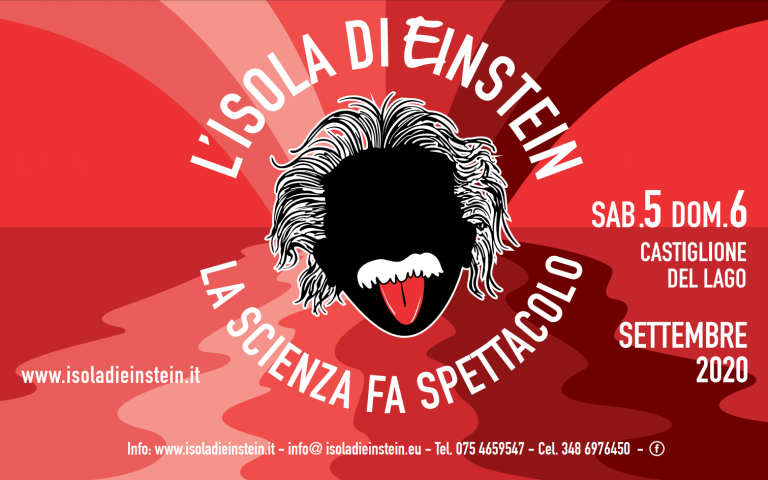 L'ISOLA DI EINSTEIN
LA SCIENZA FA SPETTACOLO
SAB.5 DOM.6
CASTIGLIONE
DEL LAGO
SETTEMBRE
2020
www.isoladieinstein.it
Info: www.isoladieinstein.it - info@ isoladieinstein.eu - Tel. 075 4659547 - Cel. 348 6976450 - f